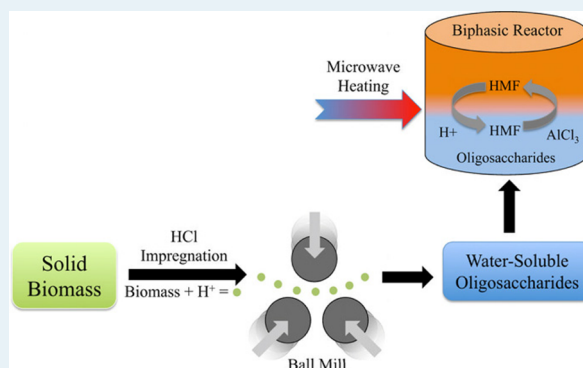 Biphasic Reactor
Microwave
Heating
HMF
H+
HMF
AlCl₃
Oligosaccharides
HCl
Impregnation
Solid
Biomass
Biomass + H⁺ =
Water-Soluble
Oligosaccharides
Ball Mill